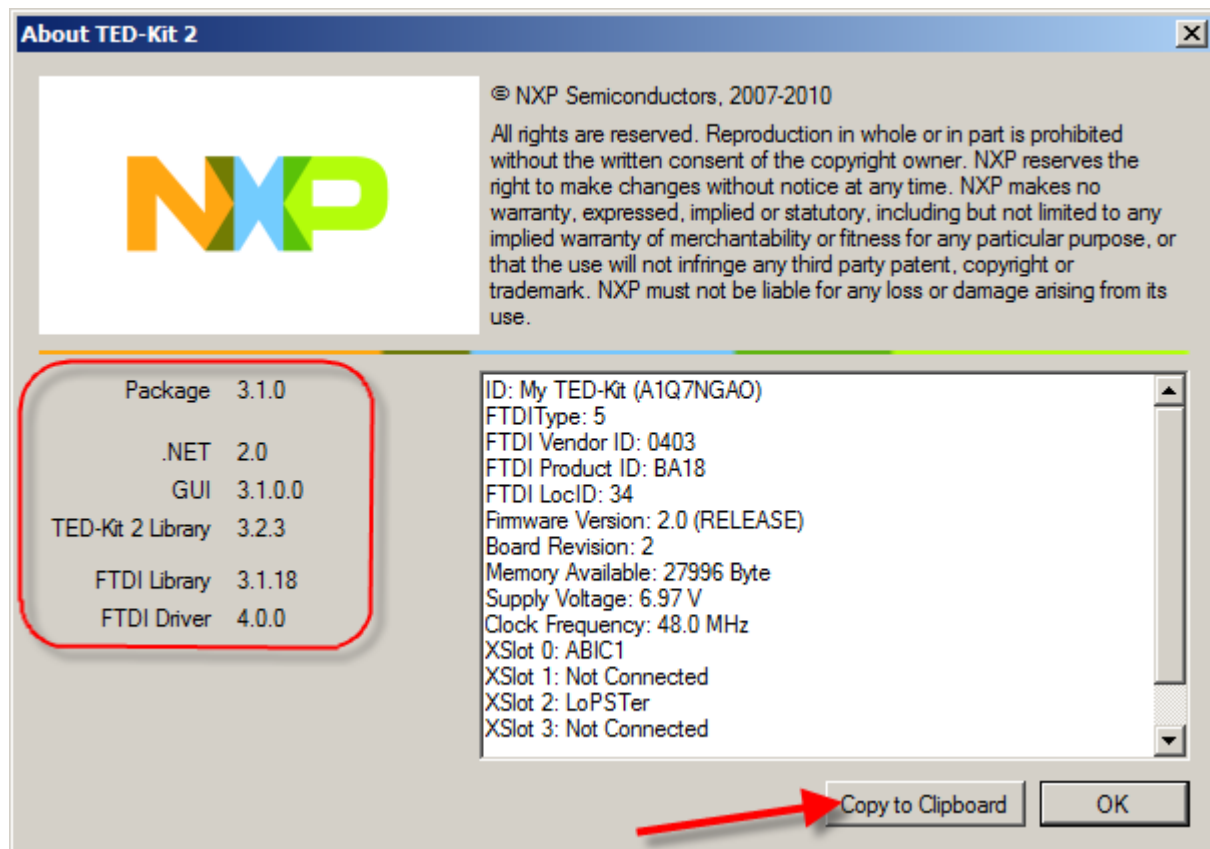 About TED-Kit 2
NXP
© NXP Semiconductors, 2007-2010
All rights are reserved. Reproduction in whole or in part is prohibited
without the written consent of the copyright owner. NXP reserves the
right to make changes without notice at any time. NXP makes no
warranty, expressed, implied or statutory, including but not limited to any
implied warranty of merchantability or fitness for any particular purpose, or
that the use will not infringe any third party patent, copyright or
trademark. NXP must not be liable for any loss or damage arising from its
use.
Package 3.1.0
.NET 2.0
GUI 3.1.0.0
TED-Kit 2 Library 3.2.3
FTDI Library 3.1.18
FTDI Driver 4.0.0
ID: My TED-Kit (A1Q7NGAO)
FTDIType: 5
FTDI Vendor ID: 0403
FTDI Product ID: BA18
FTDI LocID: 34
Firmware Version: 2.0 (RELEASE)
Board Revision: 2
Memory Available: 27996 Byte
Supply Voltage: 6.97 V
Clock Frequency: 48.0 MHz
XSlot 0: ABIC1
XSlot 1: Not Connected
XSlot 2: LoPSTer
XSlot 3: Not Connected
Copy to Clipboard
OK